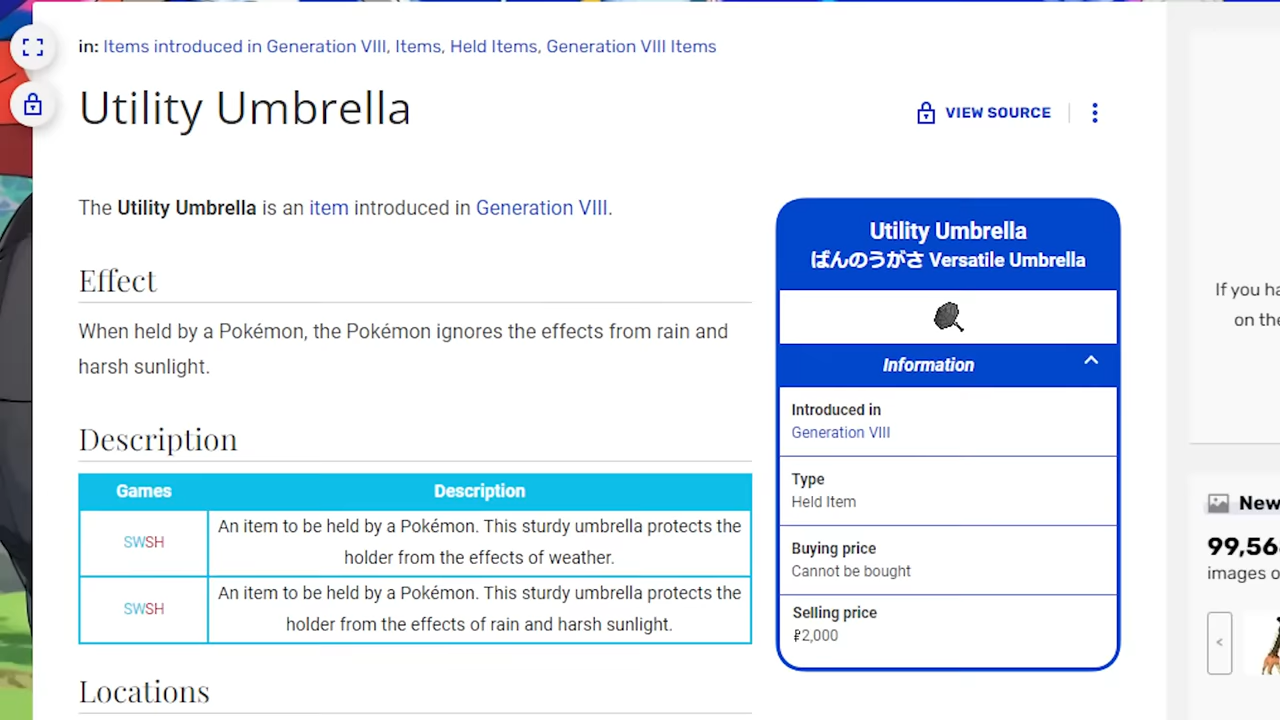 in: Items introduced in Generation VIII, Items, Held Items, Generation VIII Items
Utility Umbrella
VIEW SOURCE
The Utility Umbrella is an item introduced in Generation VIII.
Effect
When held by a Pokémon, the Pokémon ignores the effects from rain and
harsh sunlight.
Description
Games Description
SWSH An item to be held by a Pokémon. This sturdy umbrella protects the
holder from the effects of weather.
SWSH An item to be held by a Pokémon. This sturdy umbrella protects the
holder from the effects of rain and harsh sunlight.
Locations
Utility Umbrella
ばんのうがさ Versatile Umbrella
Information
Introduced in
Generation VIII
Type
Held Item
Buying price
Cannot be bought
Selling price
₽2,000
If you
on
images